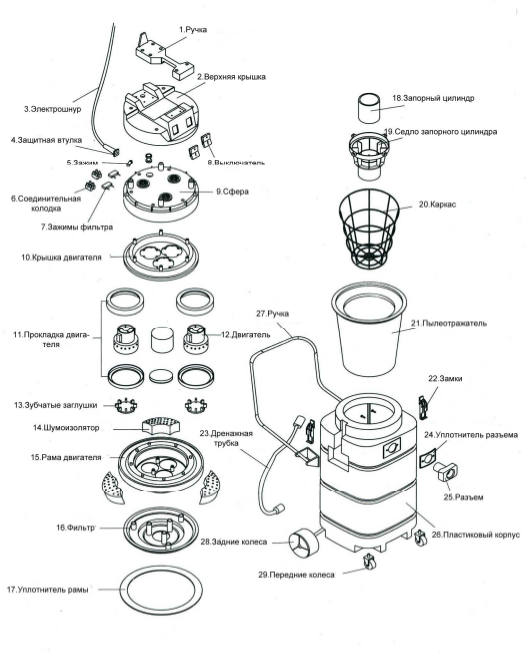 1.Ручка
2.Верхняя крышка
3.Электрошнур
4.Защитная втулка
5.Зажим
8.Выключатель
6.Соединительная
колодка
9.Сфера
7.Зажимы фильтра
10.Крышка двигателя
11.Прокладка двига-
теля
12.Двигатель
13.Зубчатые заглушки
14.Шумоизолятор
15.Рама двигателя
16.Фильтр
17.Уплотнитель рамы
18.Запорный цилиндр
19.Седло запорного цилиндра
20.Каркас
27.Ручка
21.Пылеотражатель
22.Замки
23.Дренажная
трубка
24.Уплотнитель разъема
25.Разъем
26.Пластиковый корпус
28.Задние колеса
29.Передние колеса